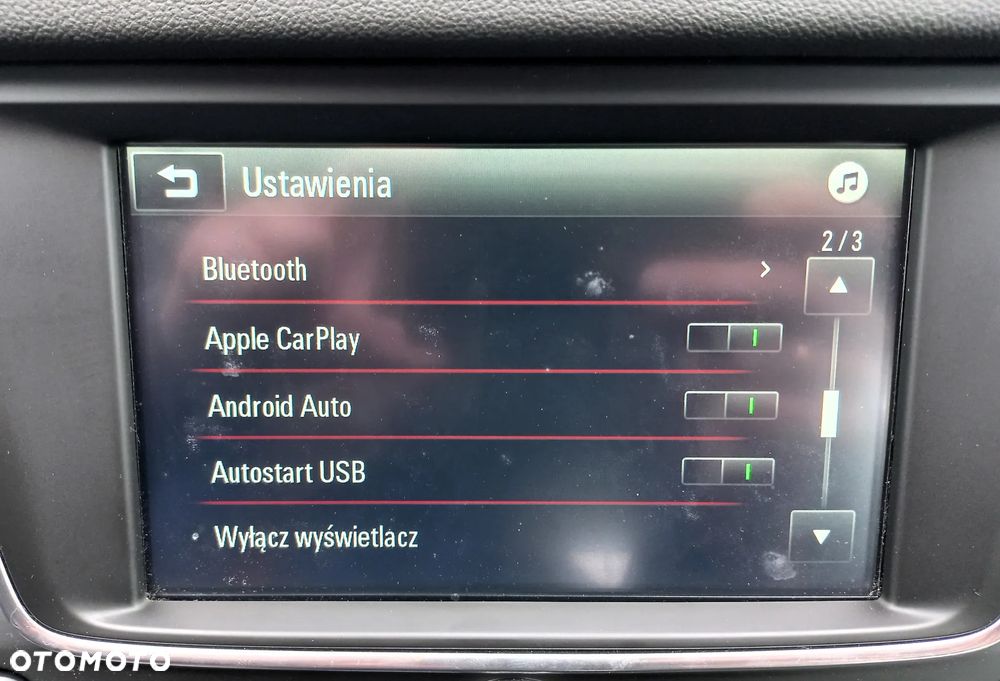 Ustawienia
2/3
Bluetooth
Apple CarPlay
Android Auto
Autostart USB
Wyłącz wyświetlacz
OTOMOTO